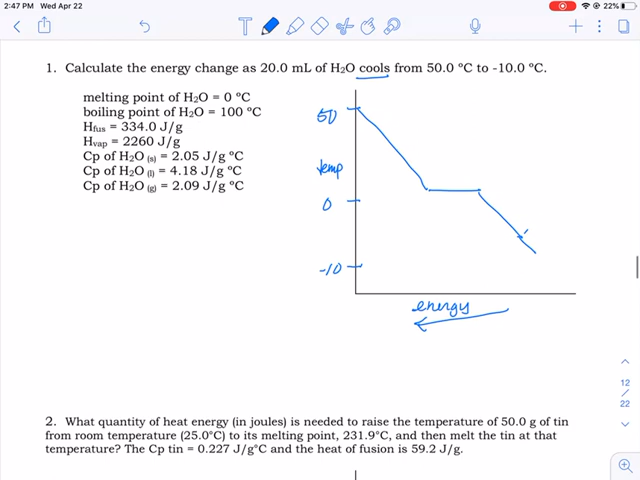 2:47 PM Wed Apr 22
22%
T
1. Calculate the energy change as 20.0 mL of H₂O cools from 50.0 °C to -10.0 °C.
melting point of H₂O = 0 °C
boiling point of H₂O = 100 °C
Hfus = 334.0 J/g
Hvap = 2260 J/g
Cp of H₂O (s) = 2.05 J/g °C
Cp of H₂O (l) = 4.18 J/g °C
Cp of H₂O (g) = 2.09 J/g °C
50
temp
0
-10
energy
12
/
22
2. What quantity of heat energy (in joules) is needed to raise the temperature of 50.0 g of tin
from room temperature (25.0°C) to its melting point, 231.9°C, and then melt the tin at that
temperature? The Cp tin = 0.227 J/g°C and the heat of fusion is 59.2 J/g.